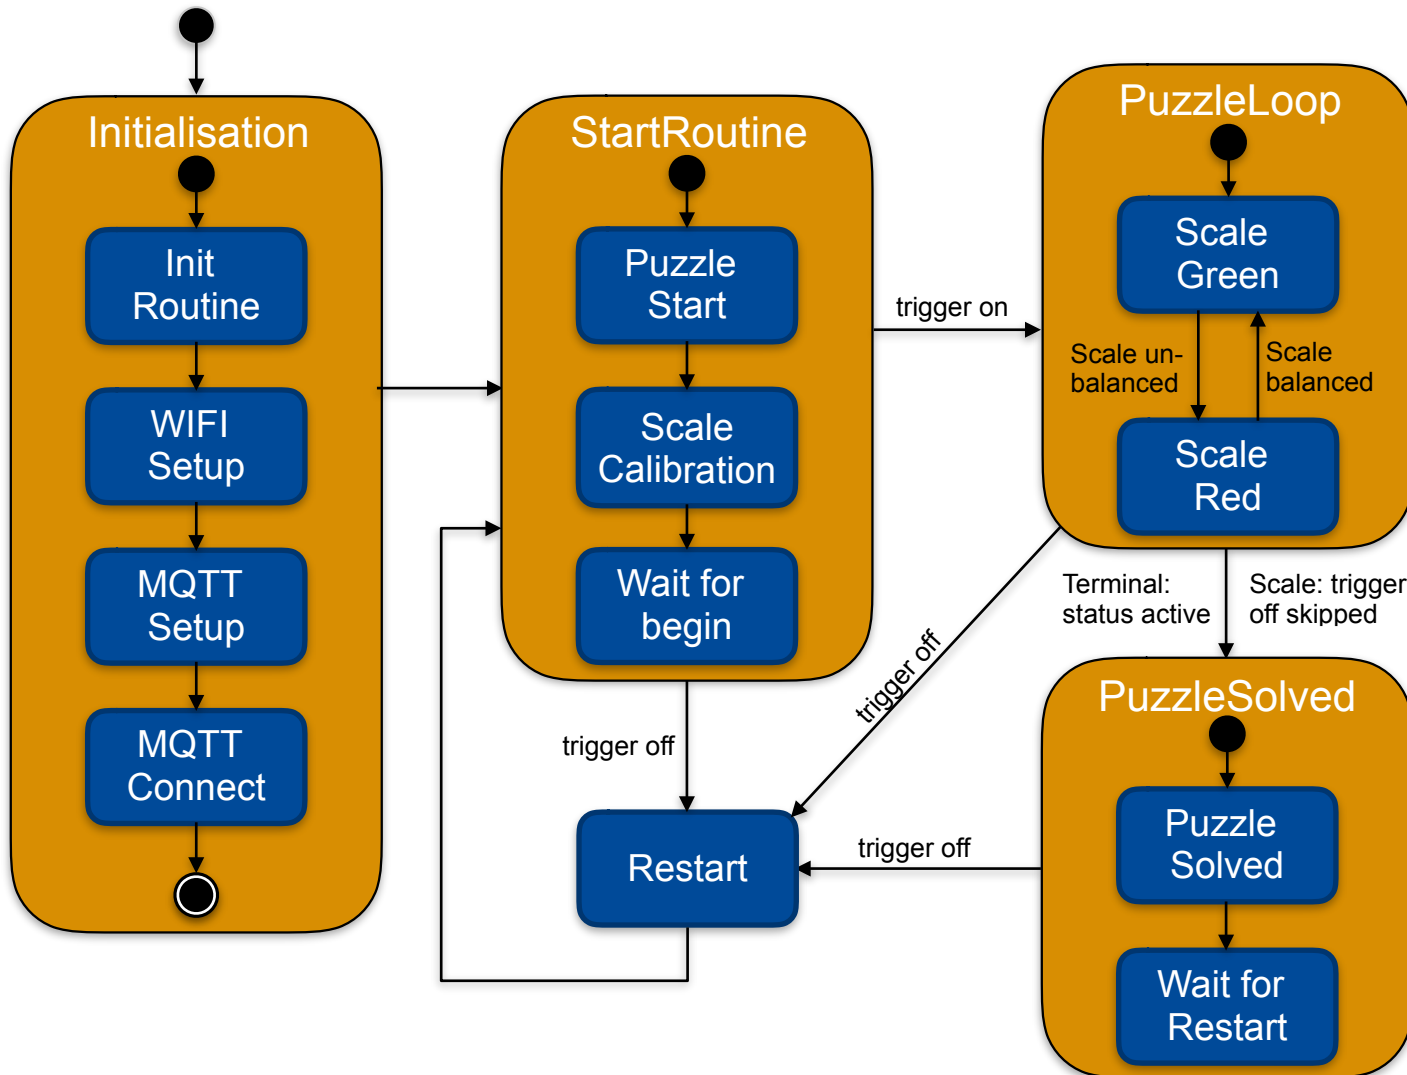 Initialisation
Init
Routine
WIFI
Setup
MQTT
Setup
MQTT
Connect
StartRoutine
Puzzle
Start
Scale
Calibration
Wait for
begin
trigger on
trigger off
Restart
PuzzleLoop
Scale
Green
Scale un-
balanced
Scale
balanced
Scale
Red
trigger off
Terminal:
status active
Scale: trigger
off skipped
PuzzleSolved
Puzzle
Solved
trigger off
Wait for
Restart